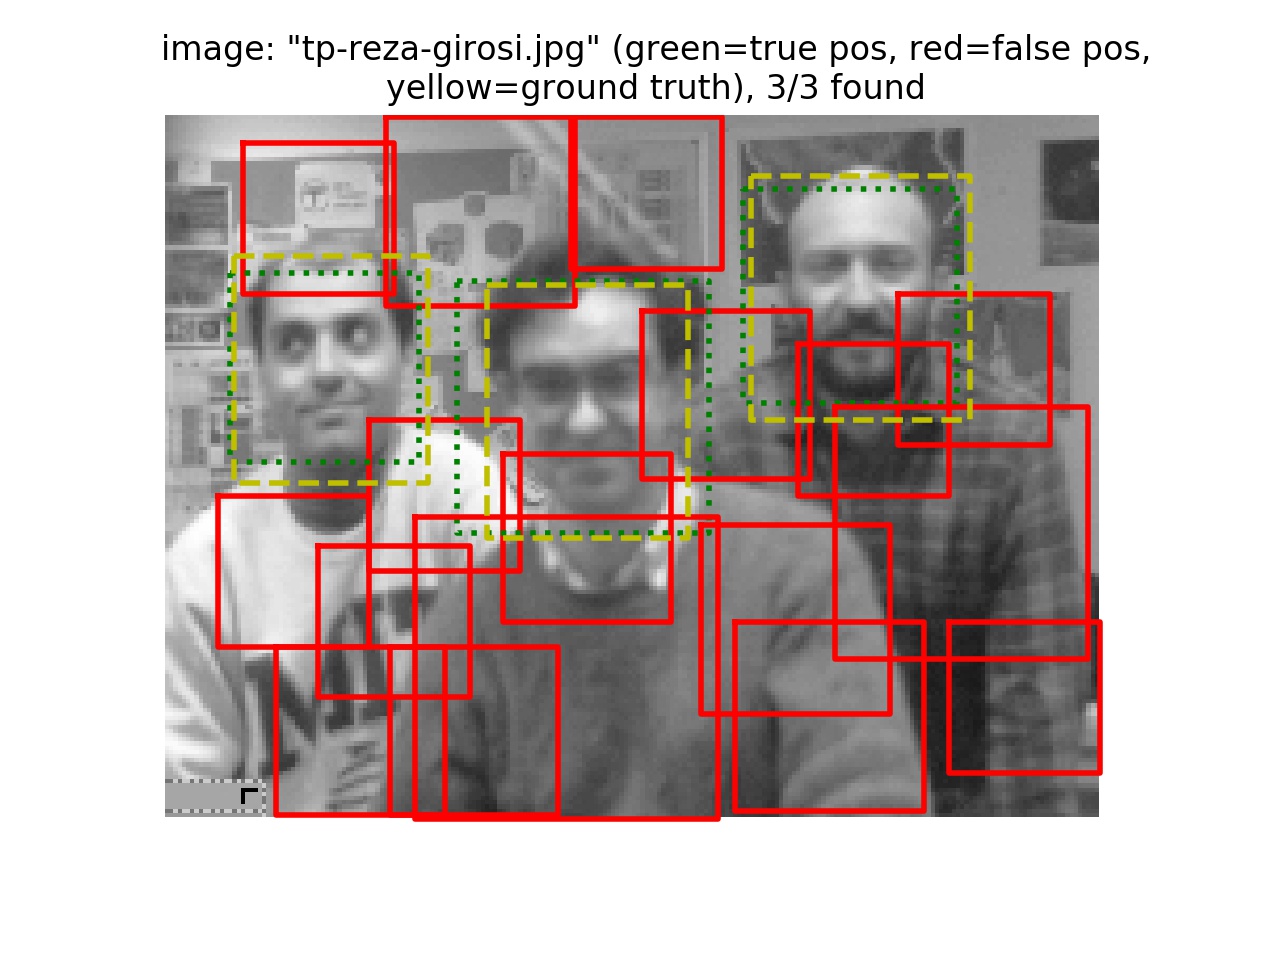 image: "tp-reza-girosi.jpg" (green=true pos, red=false pos,
yellow=ground truth), 3/3 found